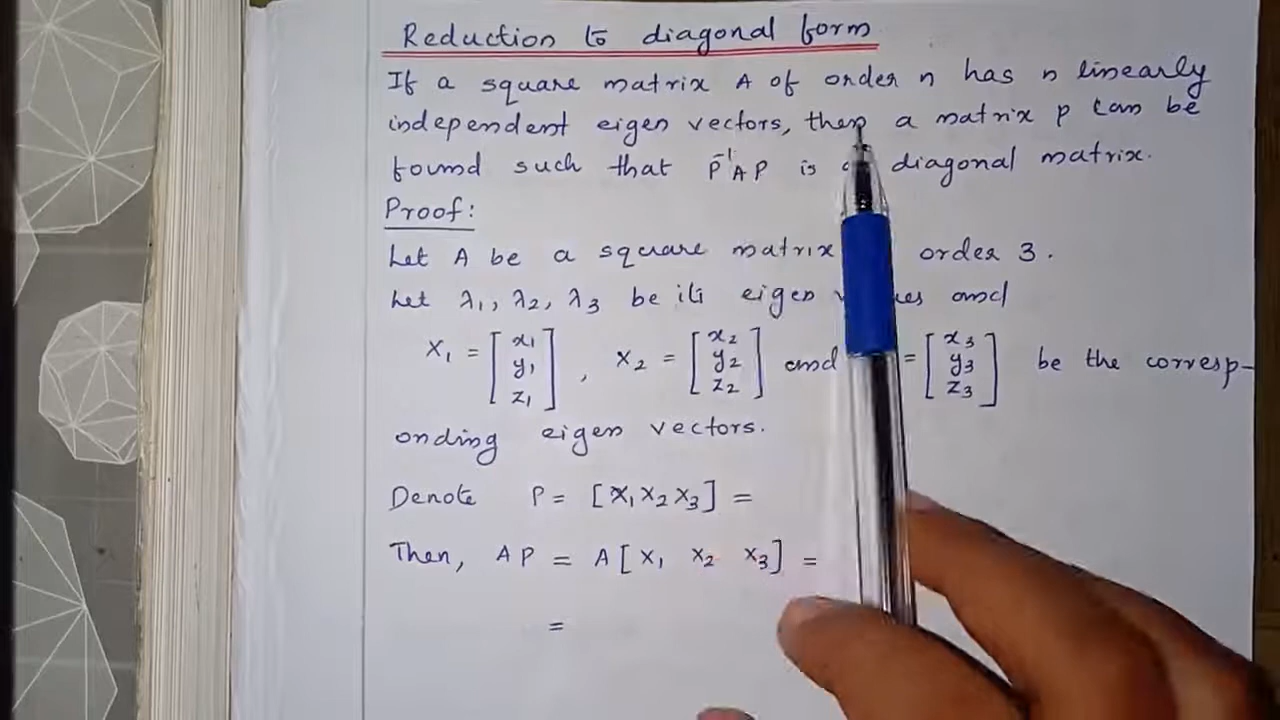 Reduction to diagonal form
If a square matrix A of order n has n linearly
independent eigen vectors, then a matrix P can be
found such that P⁻¹AP is a diagonal matrix.
Proof:
Let A be a square matrix order 3.
Let λ₁, λ₂, λ₃ be its eigen and
X₁ = [x₁ y₁ z₁], X₂ = [x₂ y₂ z₂] and = [x₃ y₃ z₃] be the corresp-
onding eigen vectors.
Denote P = [X₁ X₂ X₃] =
Then, AP = A[X₁ X₂ X₃] =
=